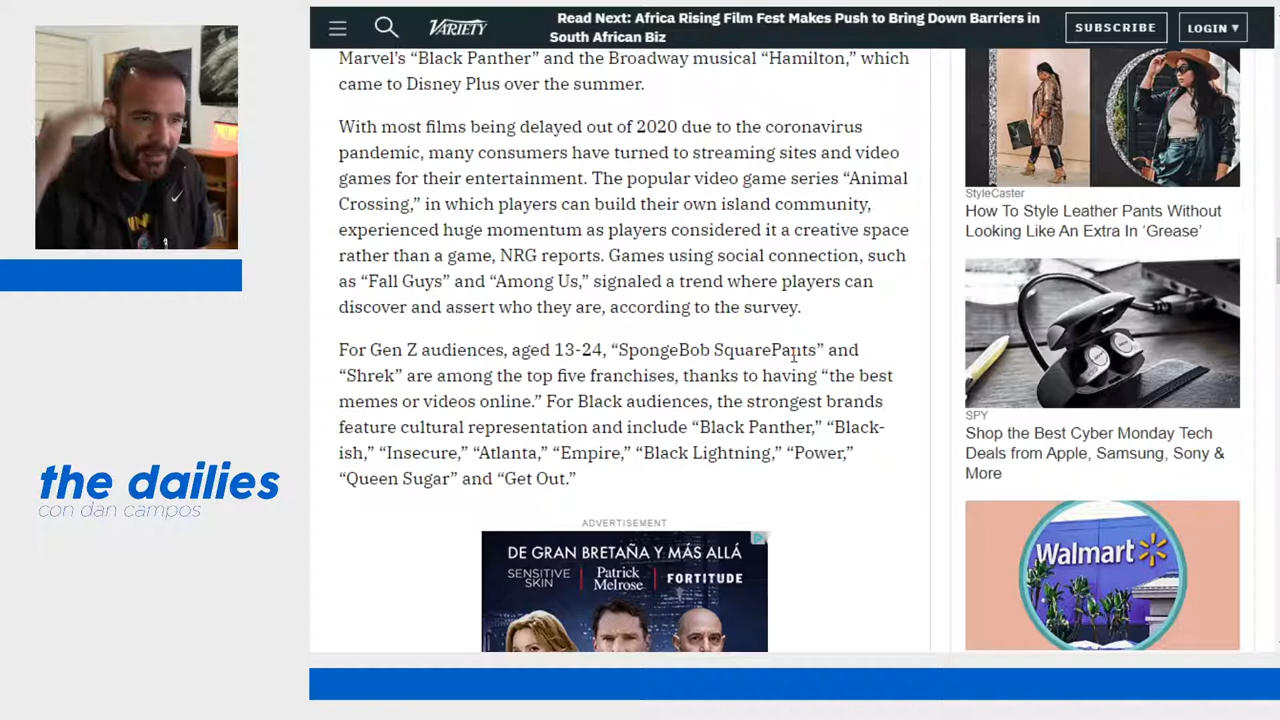 VARIETY
Read Next: Africa Rising Film Fest Makes Push to Bring Down Barriers in
South African Biz
SUBSCRIBE
LOGIN ▾
Marvel’s “Black Panther” and the Broadway musical “Hamilton,” which
came to Disney Plus over the summer.
With most films being delayed out of 2020 due to the coronavirus
pandemic, many consumers have turned to streaming sites and video
games for their entertainment. The popular video game series “Animal
Crossing,” in which players can build their own island community,
experienced huge momentum as players considered it a creative space
rather than a game, NRG reports. Games using social connection, such
as “Fall Guys” and “Among Us,” signaled a trend where players can
discover and assert who they are, according to the survey.
For Gen Z audiences, aged 13-24, “SpongeBob SquarePants” and
“Shrek” are among the top five franchises, thanks to having “the best
memes or videos online.” For Black audiences, the strongest brands
feature cultural representation and include “Black Panther,” “Black-
ish,” “Insecure,” “Atlanta,” “Empire,” “Black Lightning,” “Power,”
“Queen Sugar” and “Get Out.”
ADVERTISEMENT
DE GRAN BRETAÑA Y MÁS ALLÁ
SENSITIVE
SKIN
Patrick
Melrose
FORTITUDE
StyleCaster
How To Style Leather Pants Without
Looking Like An Extra In ‘Grease’
SPY
Shop the Best Cyber Monday Tech
Deals from Apple, Samsung, Sony &
More
Walmart
the dailies
con dan campos